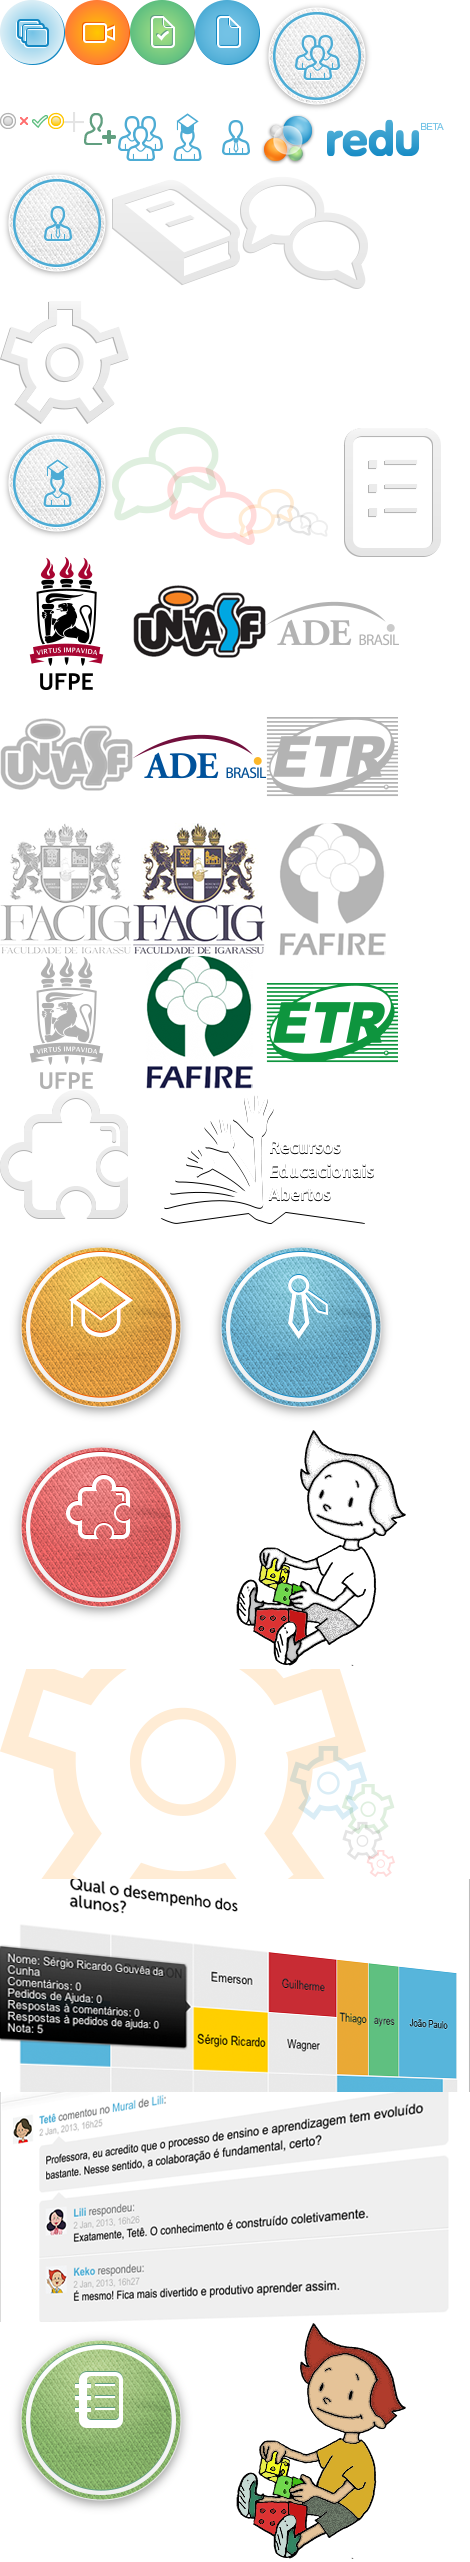 redu BETA
VIRTUS IMPAVIDA
UFPE
UNIVASF
ADE
BRASIL
UNIVASF
ADE
BRASIL
ETR
FACIG
FACULDADE DE IGARASSU
FACIG
FACULDADE DE IGARASSU
FAFIRE
VIRTUS IMPAVIDA
UFPE
FAFIRE
ETR
Recursos
Educacionais
Abertos
Qual o desempenho dos
alunos?
Nome: Sérgio Ricardo Gouvêa da
Cunha
Comentários: 0
Pedidos de Ajuda: 0
Respostas à comentários: 0
Respostas à pedidos de ajuda: 0
Nota: 5
Emerson
Guilherme
Thiago
ayres
João Paulo
Sérgio Ricardo
Wagner
Tetê comentou no Mural de Lili:
2 Jan, 2013, 16h25
Professora, eu acredito que o processo de ensino e aprendizagem tem evoluído
bastante. Nesse sentido, a colaboração é fundamental, certo?
Lili respondeu:
2 Jan, 2013, 16h26
Exatamente, Tetê. O conhecimento é construído coletivamente.
Keko respondeu:
2 Jan, 2013, 16h27
É mesmo! Fica mais divertido e produtivo aprender assim.